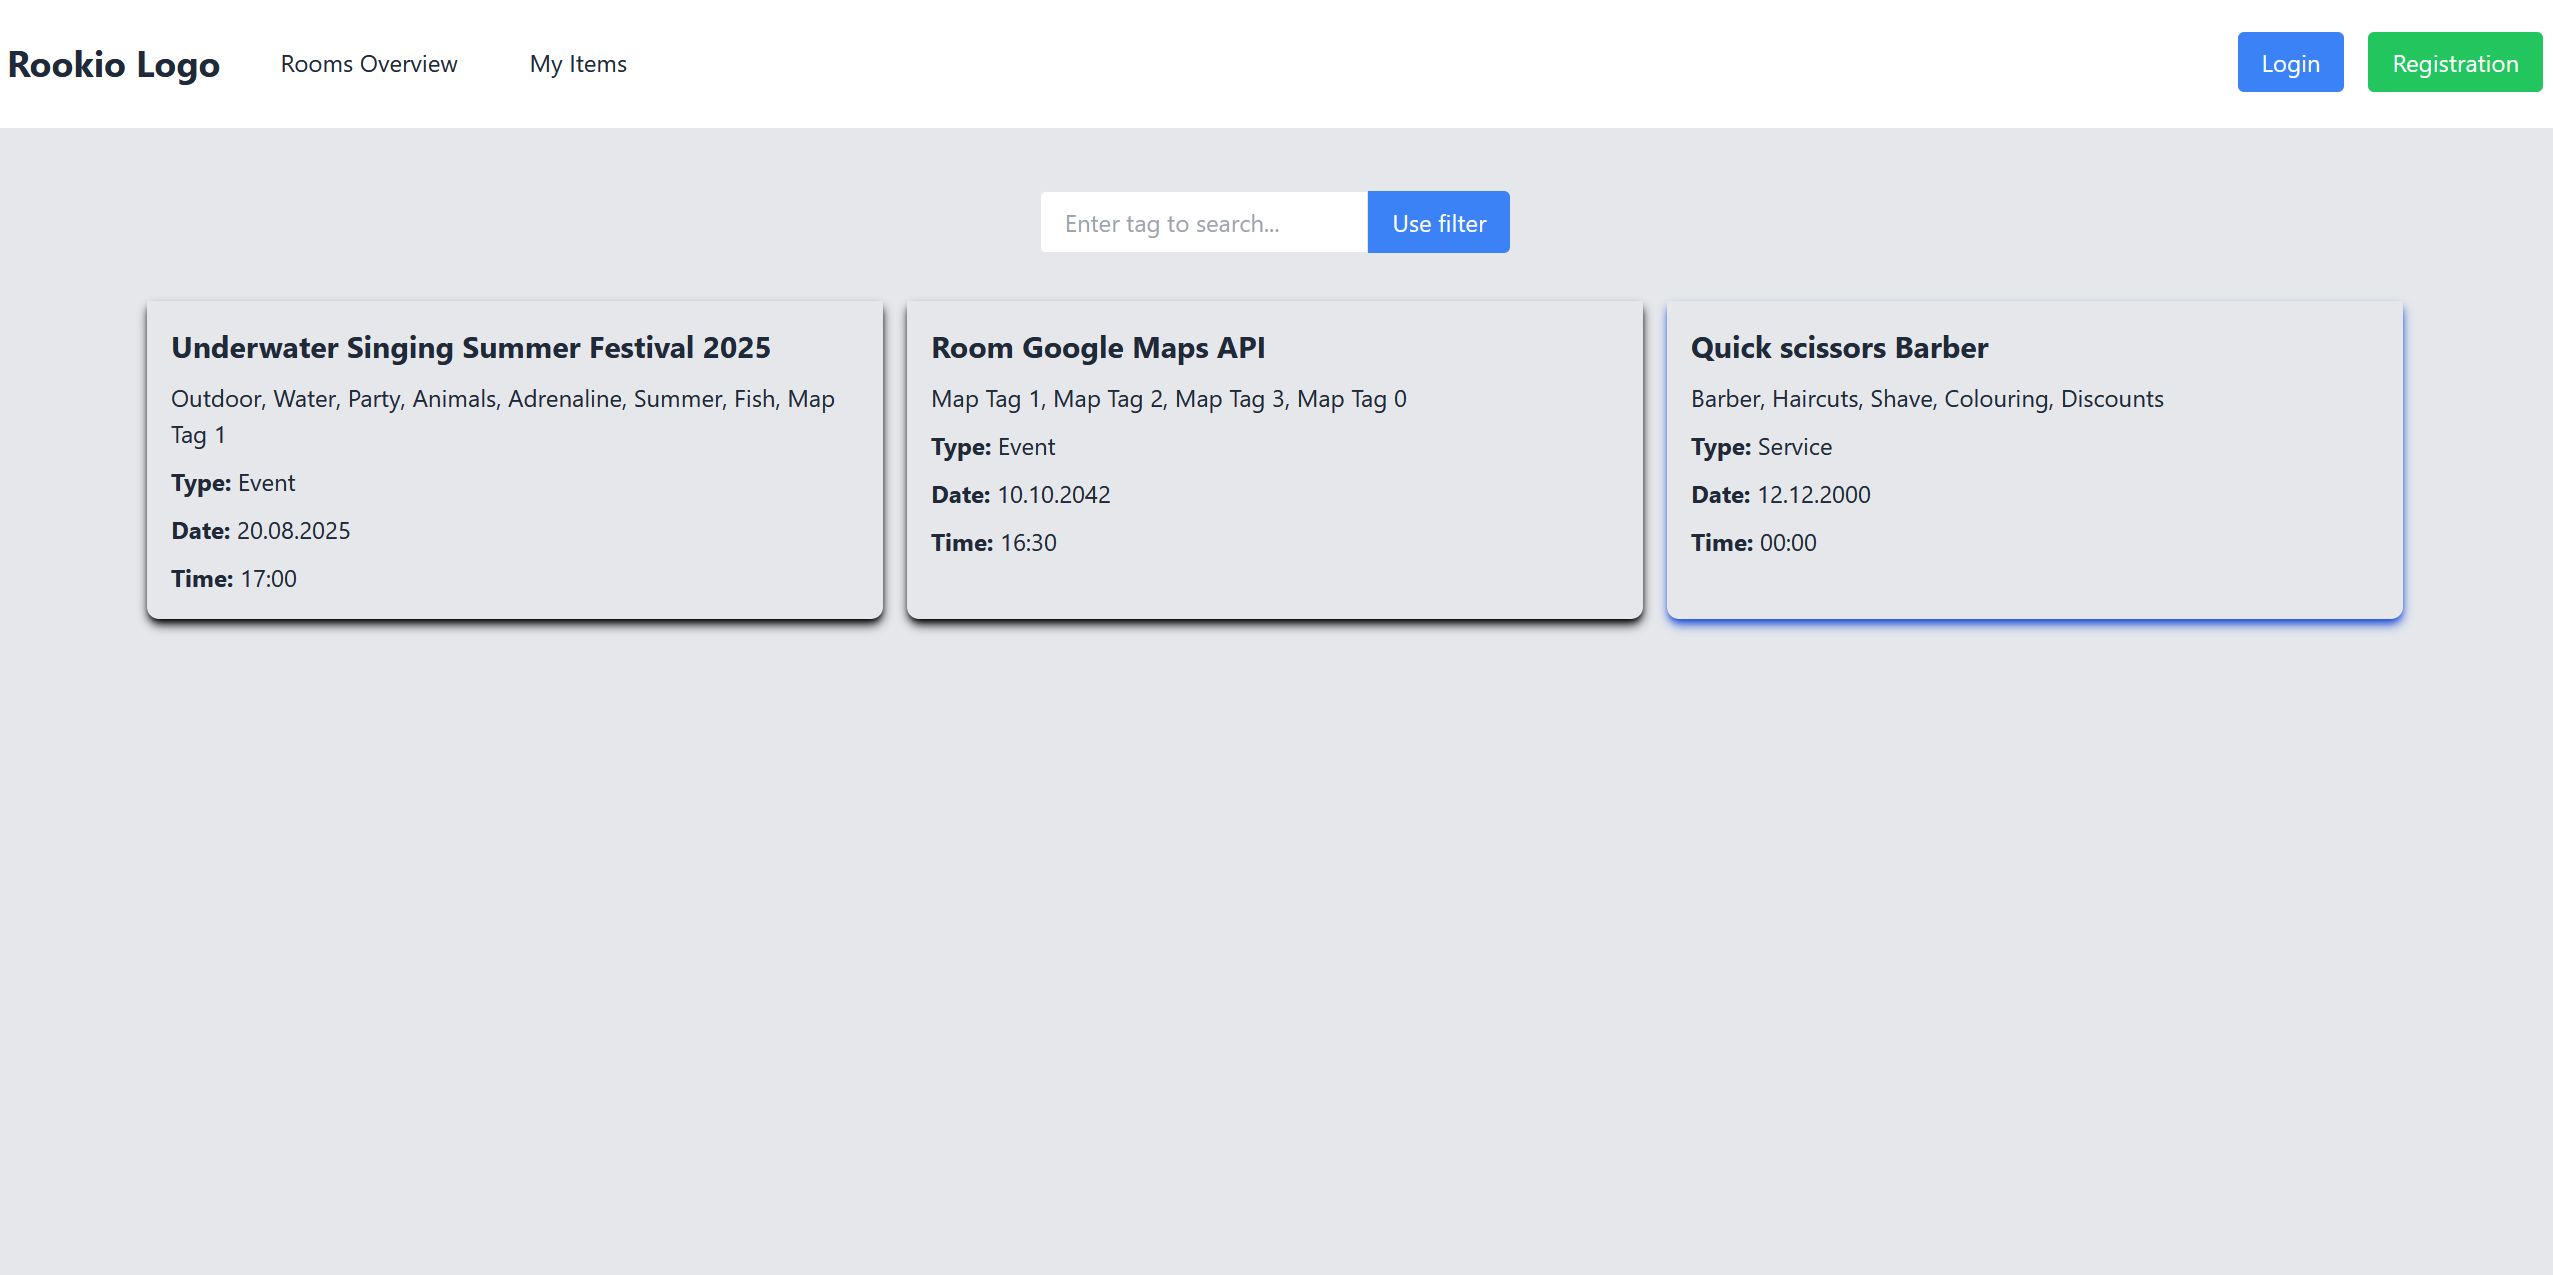 Rookio Logo
Rooms Overview
My Items
Login
Registration
Enter tag to search...
Use filter
Underwater Singing Summer Festival 2025
Outdoor, Water, Party, Animals, Adrenaline, Summer, Fish, Map
Tag 1
Type: Event
Date: 20.08.2025
Time: 17:00
Room Google Maps API
Map Tag 1, Map Tag 2, Map Tag 3, Map Tag 0
Type: Event
Date: 10.10.2042
Time: 16:30
Quick scissors Barber
Barber, Haircuts, Shave, Colouring, Discounts
Type: Service
Date: 12.12.2000
Time: 00:00